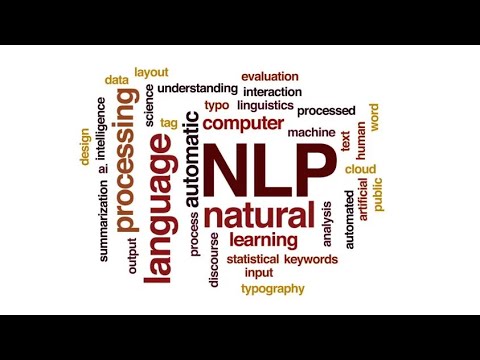 layout
data
evaluation
understanding
interaction
science
intelligence
processing
typo
linguistics
processed
word
design
tag
automatic
computer
machine
human
text
ai
summarization
language
NLP
cloud
public
artificial
natural
automated
analysis
process
learning
output
discourse
statistical
keywords
input
typography